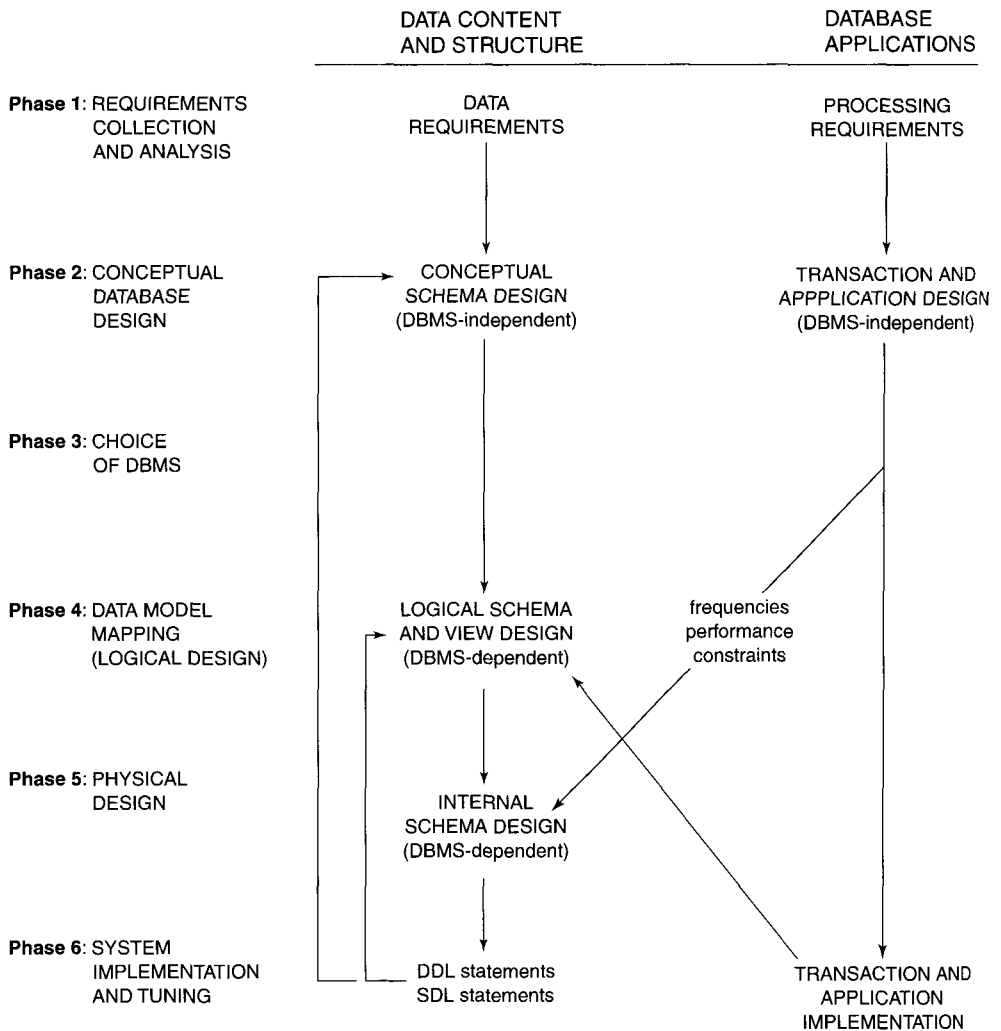 DATA CONTENT
AND STRUCTURE
DATABASE
APPLICATIONS
Phase 1: REQUIREMENTS
COLLECTION
AND ANALYSIS
DATA
REQUIREMENTS
PROCESSING
REQUIREMENTS
Phase 2: CONCEPTUAL
DATABASE
DESIGN
CONCEPTUAL
SCHEMA DESIGN
(DBMS-independent)
TRANSACTION AND
APPPLICATION DESIGN
(DBMS-independent)
Phase 3: CHOICE
OF DBMS
Phase 4: DATA MODEL
MAPPING
(LOGICAL DESIGN)
LOGICAL SCHEMA
AND VIEW DESIGN
(DBMS-dependent)
frequencies
performance
constraints
Phase 5: PHYSICAL
DESIGN
INTERNAL
SCHEMA DESIGN
(DBMS-dependent)
Phase 6: SYSTEM
IMPLEMENTATION
AND TUNING
DDL statements
SDL statements
TRANSACTION AND
APPLICATION
IMPLEMENTATION